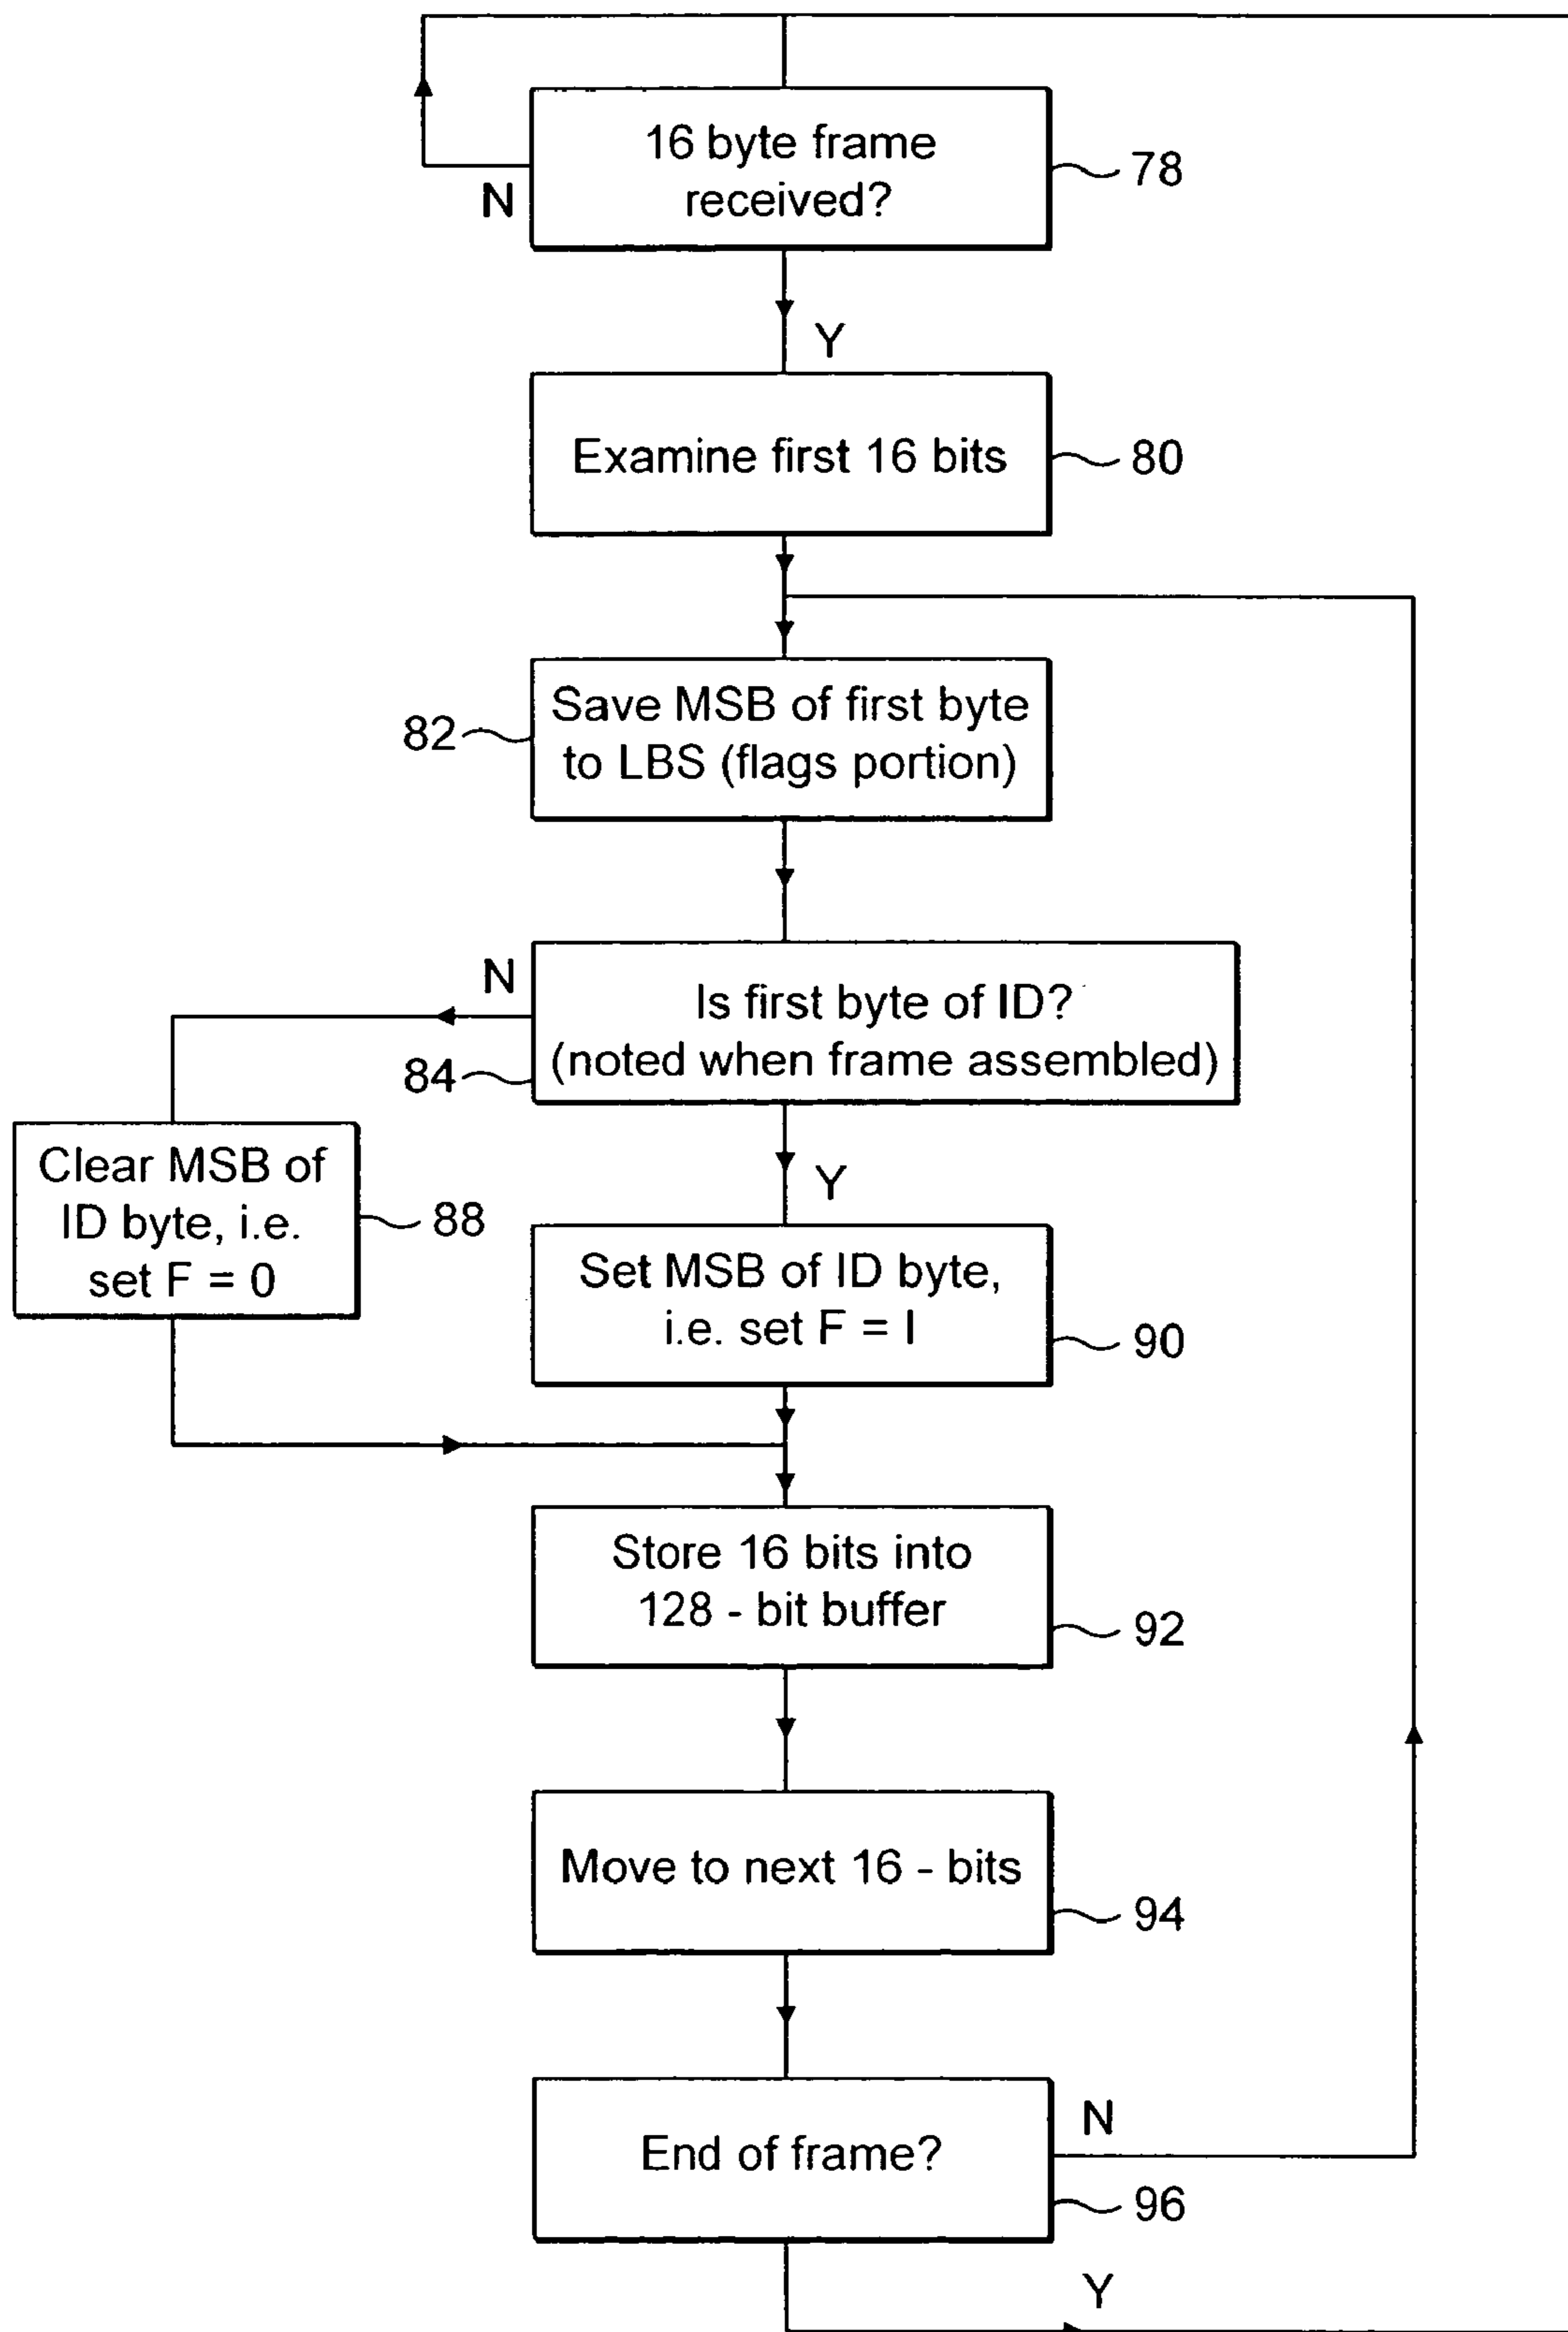 16 byte frame
received?
78
N
Y
Examine first 16 bits
80
Save MSB of first byte
to LBS (flags portion)
82
N
Is first byte of ID?
(noted when frame assembled)
84
Clear MSB of
ID byte, i.e.
set F = 0
88
Y
Set MSB of ID byte,
i.e. set F = I
90
Store 16 bits into
128 - bit buffer
92
Move to next 16 - bits
94
End of frame?
N
96
Y